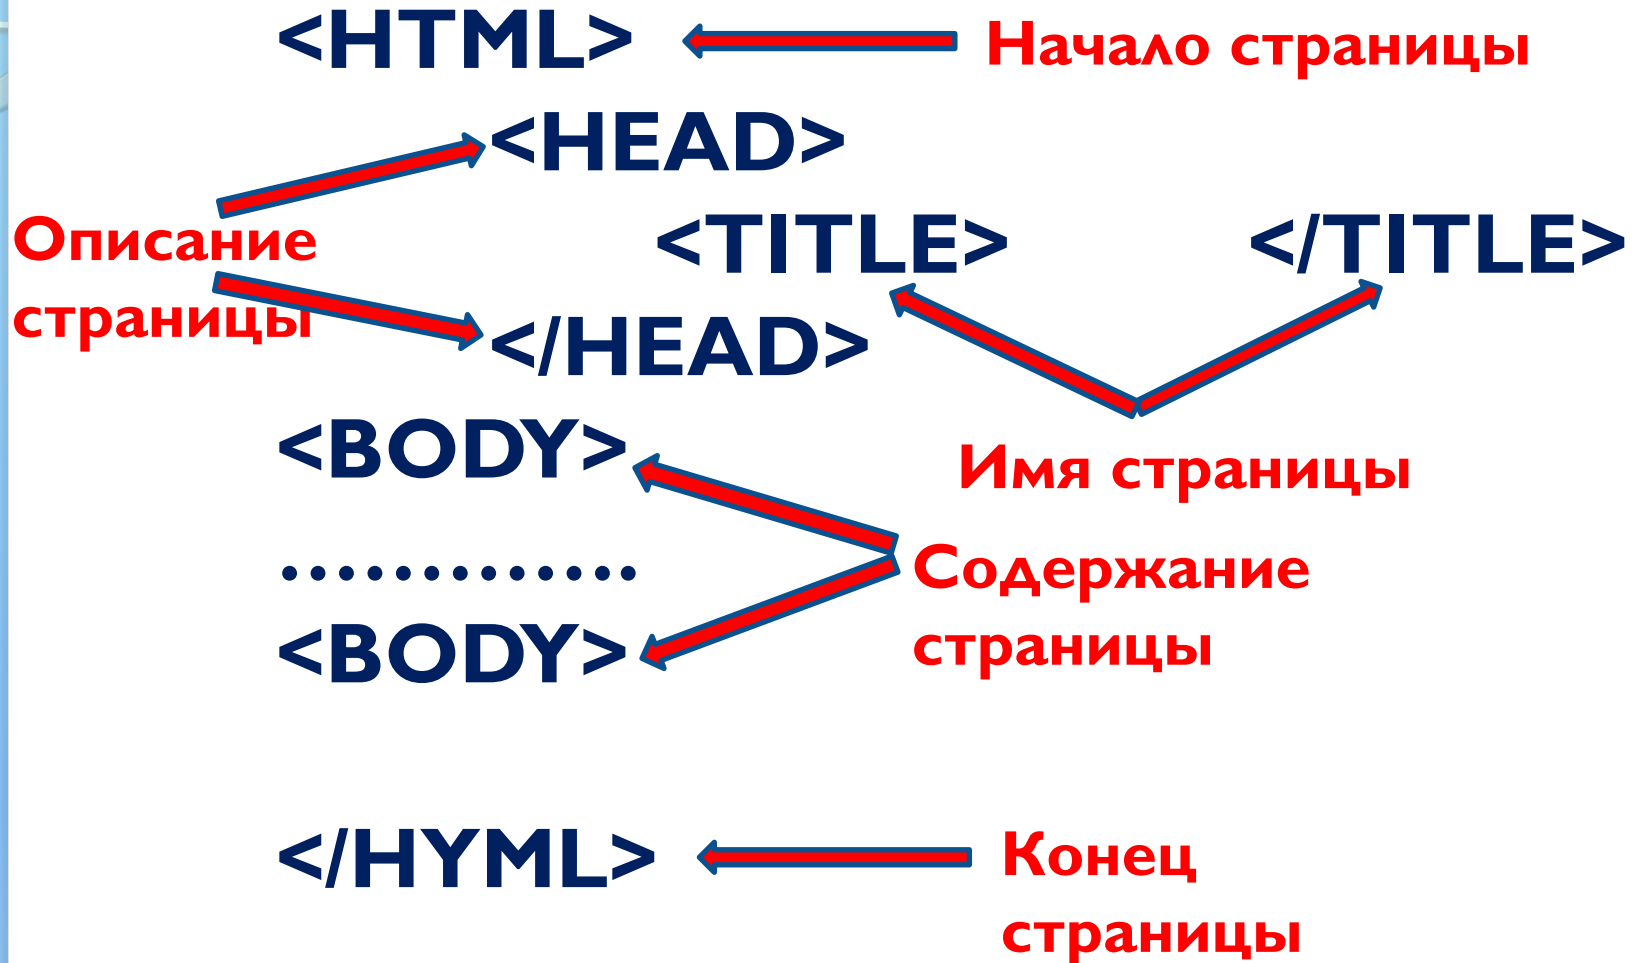 <HTML> Начало страницы
<HEAD>
Описание
страницы
<TITLE> </TITLE>
</HEAD>
<BODY>
Имя страницы
.............
Содержание
страницы
<BODY>
</HYML> Конец
страницы